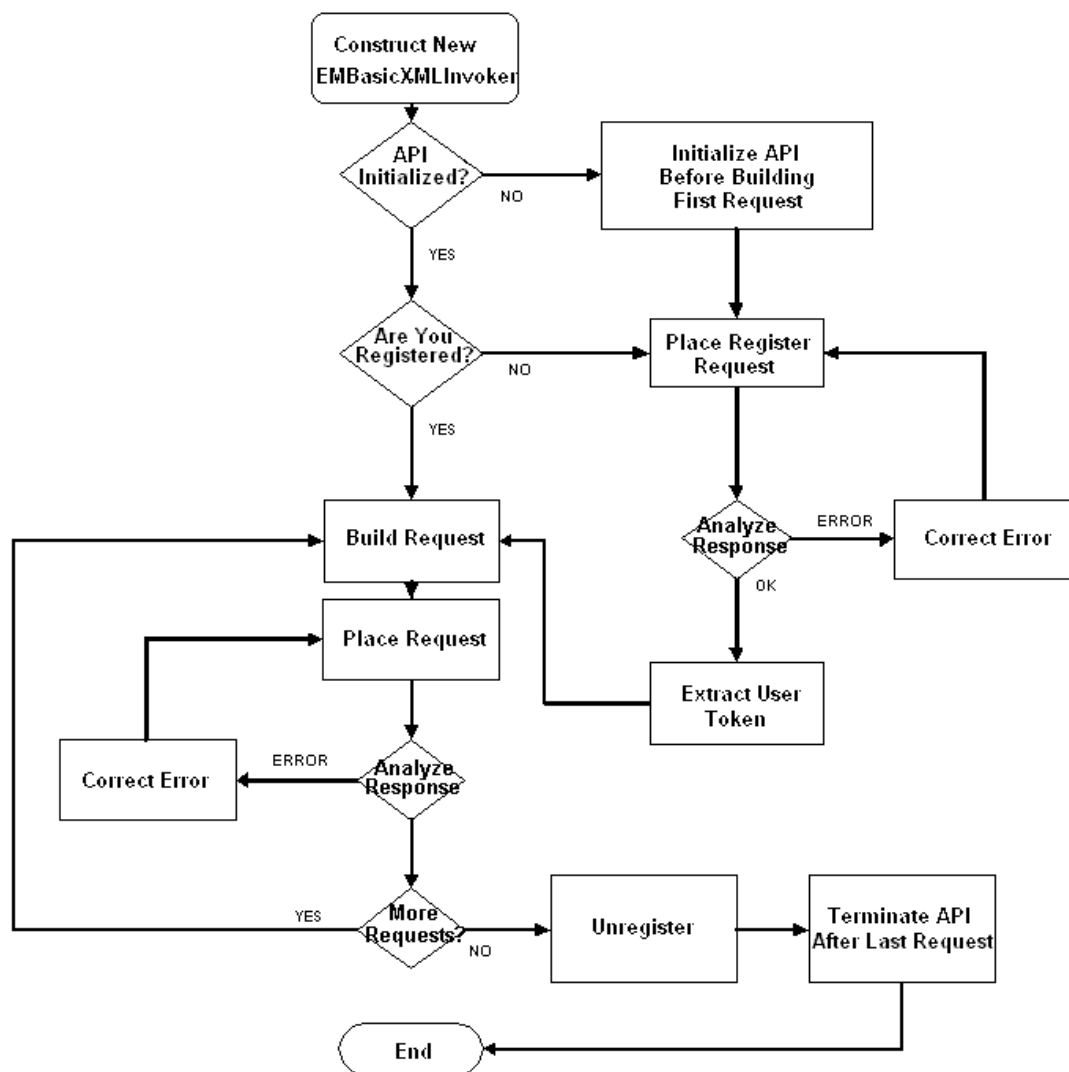 Construct New
EMBasicXMLInvoker
API
Initialized?
NO
Initialize API
Before Building
First Request
YES
Are You
Registered?
NO
Place Register
Request
YES
Build Request
Analyze
Response
ERROR
Correct Error
OK
Place Request
Extract User
Token
Correct Error
ERROR
Analyze
Response
YES
More
Requests?
NO
Unregister
Terminate API
After Last Request
End